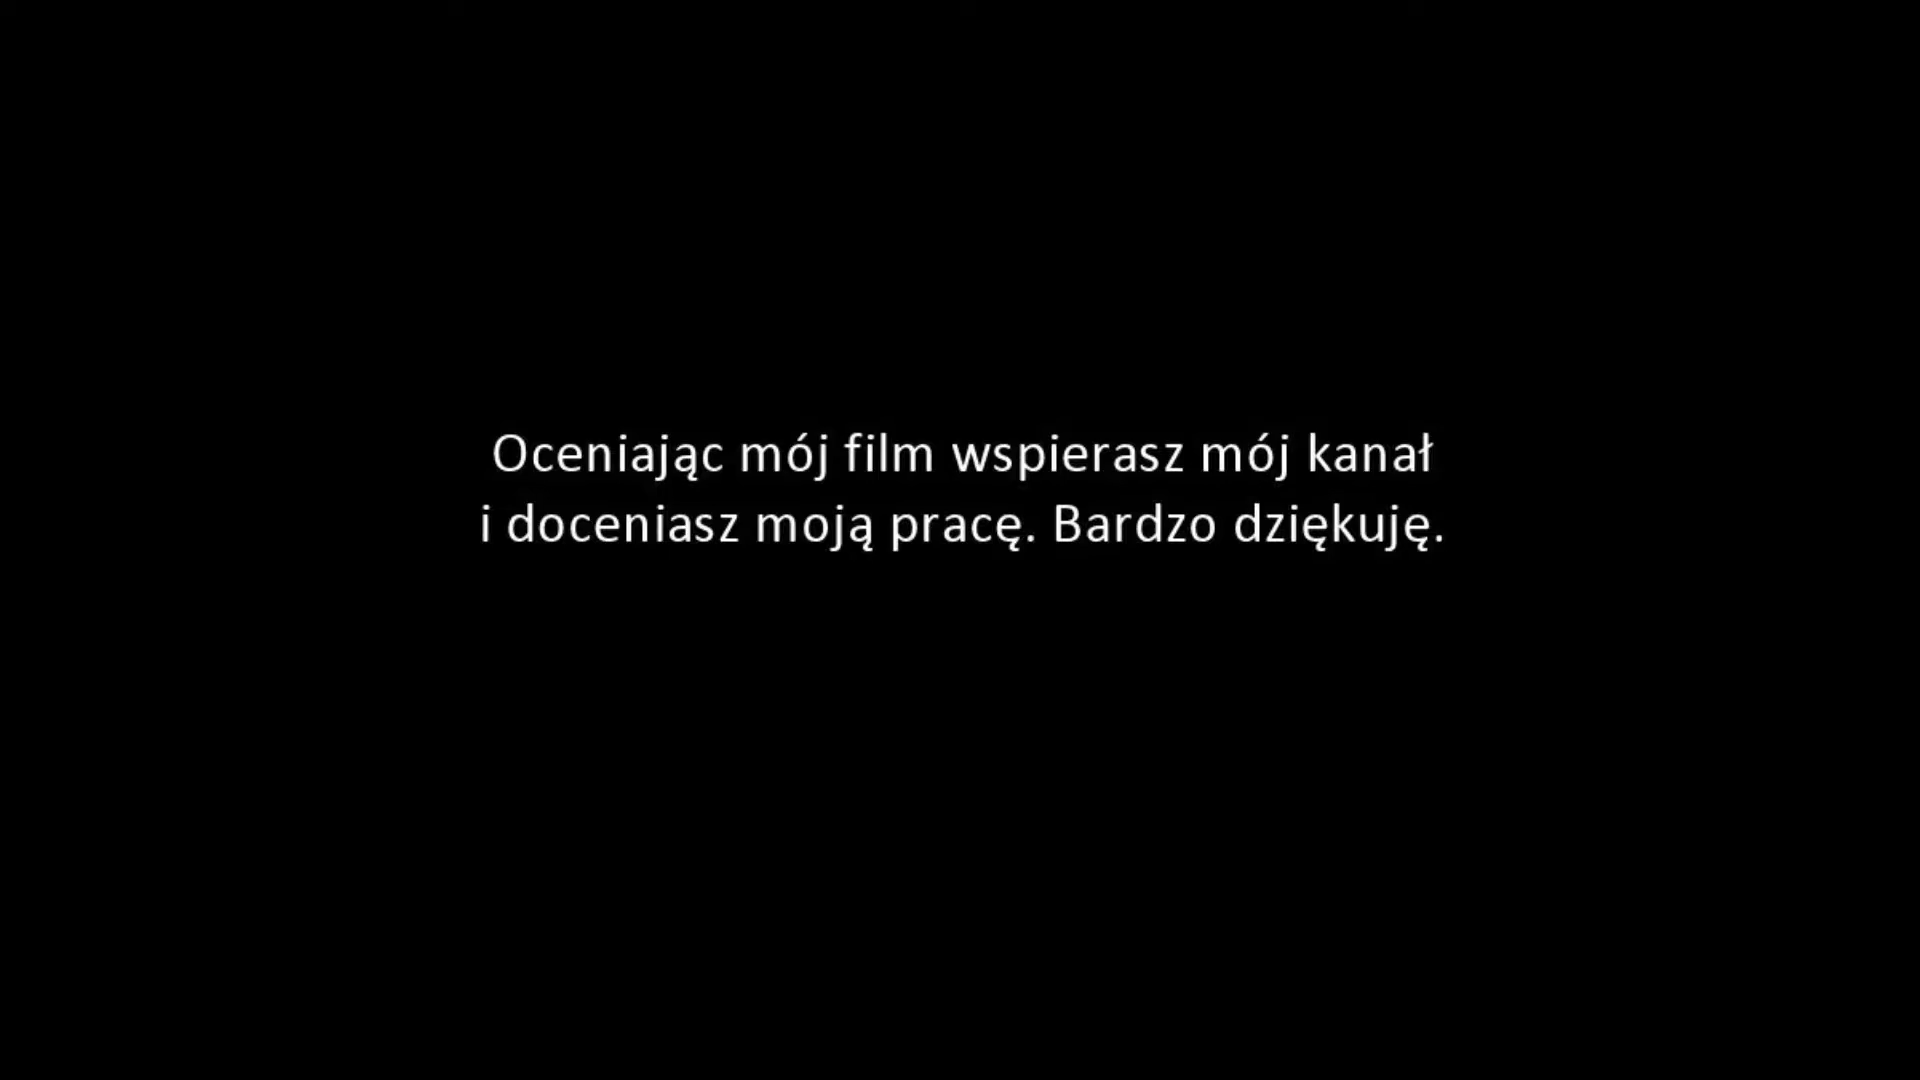 Oceniając mój film wspierasz mój kanał
i doceniasz moją pracę. Bardzo dziękuję.